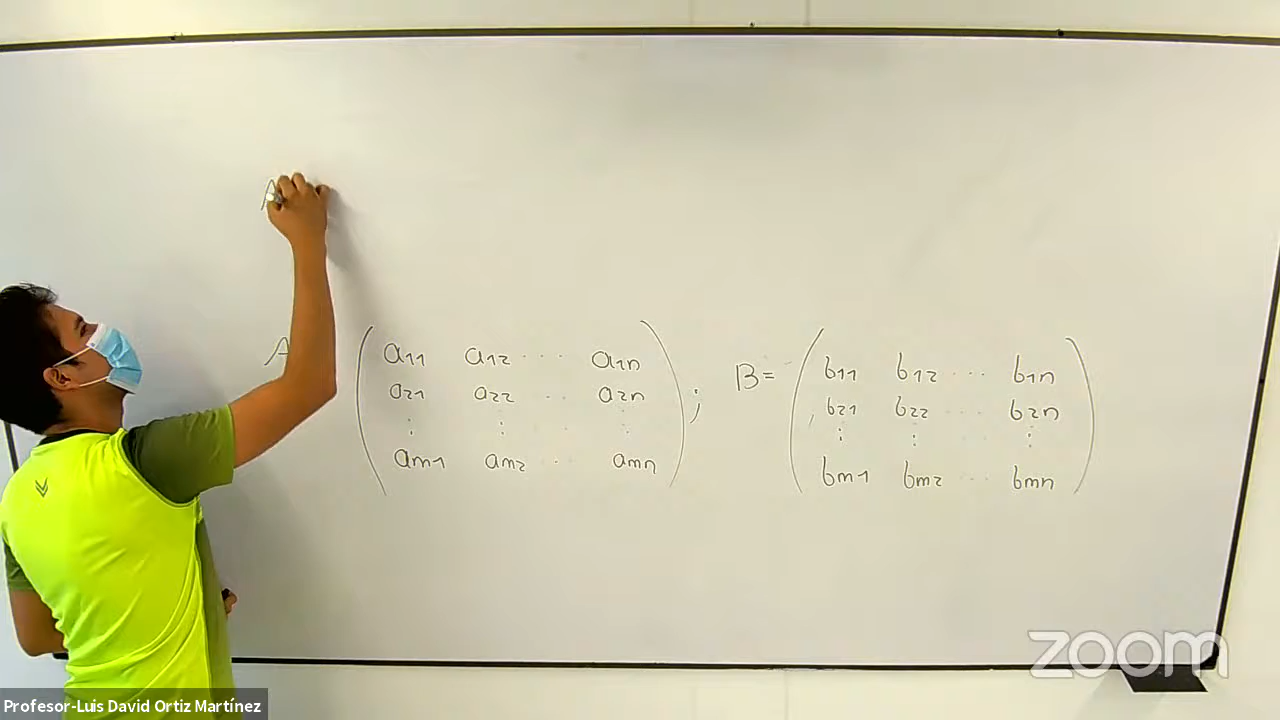 A
A ( a11 a12 ... a1n ) ; B = ( b11 b12 ... b1n )
a21 a22 ... a2n b21 b22 ... b2n
⋮ ⋮ ⋮ ⋮ ⋮ ⋮
am1 am2 ... amn bm1 bm2 ... bmn
zoom
Profesor-Luis David Ortiz Martínez